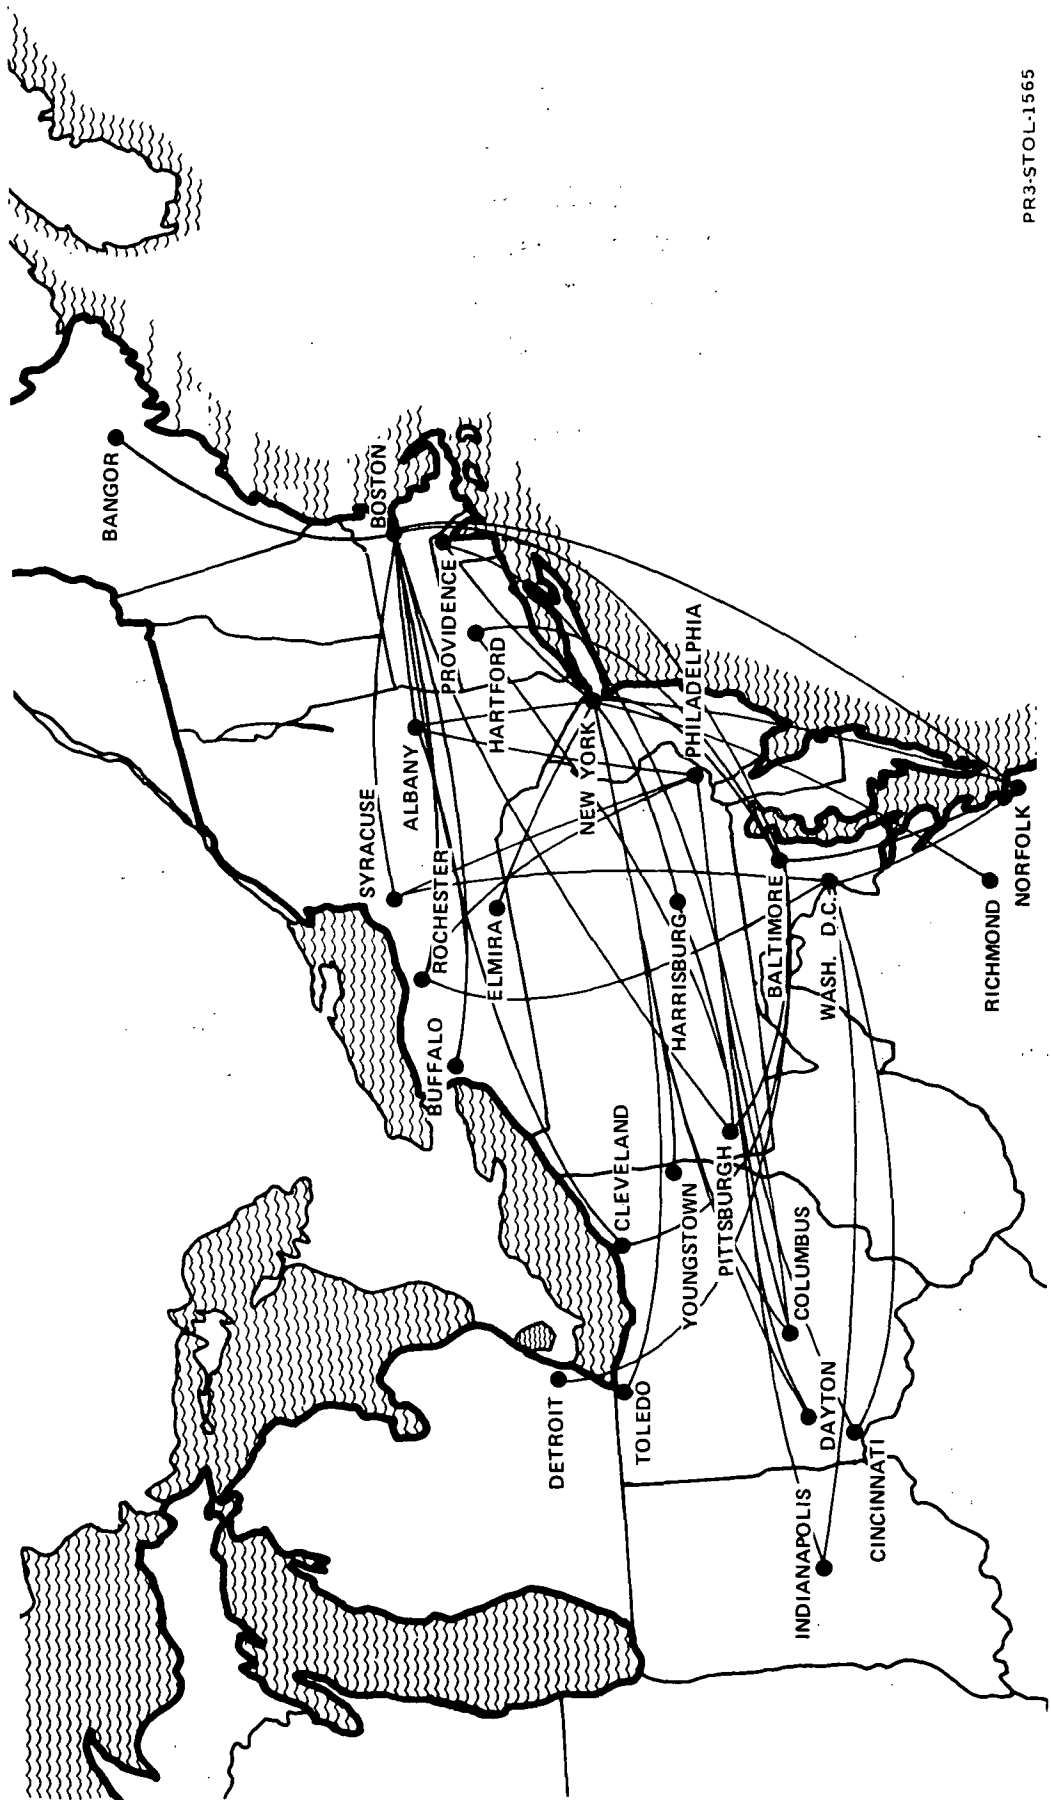 BANGOR
BOSTON
PROVIDENCE
HARTFORD
ALBANY
SYRACUSE
ROCHESTER
BUFFALO
ELMIRA
NEW YORK
PHILADELPHIA
HARRISBURG
BALTIMORE
WASH. D.C.
RICHMOND
NORFOLK
CLEVELAND
YOUNGSTOWN
PITTSBURGH
COLUMBUS
DETROIT
TOLEDO
DAYTON
CINCINNATI
INDIANAPOLIS
PR3-STOL-1565